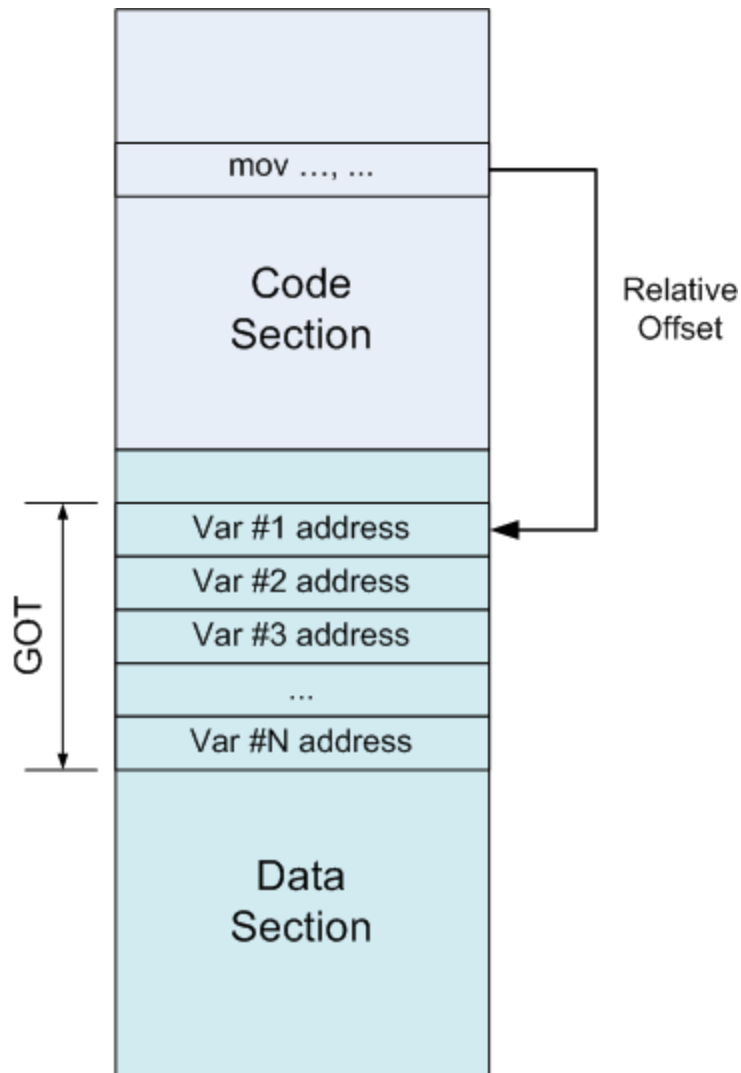 mov ..., ...
Code
Section
Relative
Offset
Var #1 address
Var #2 address
Var #3 address
...
Var #N address
GOT
Data
Section